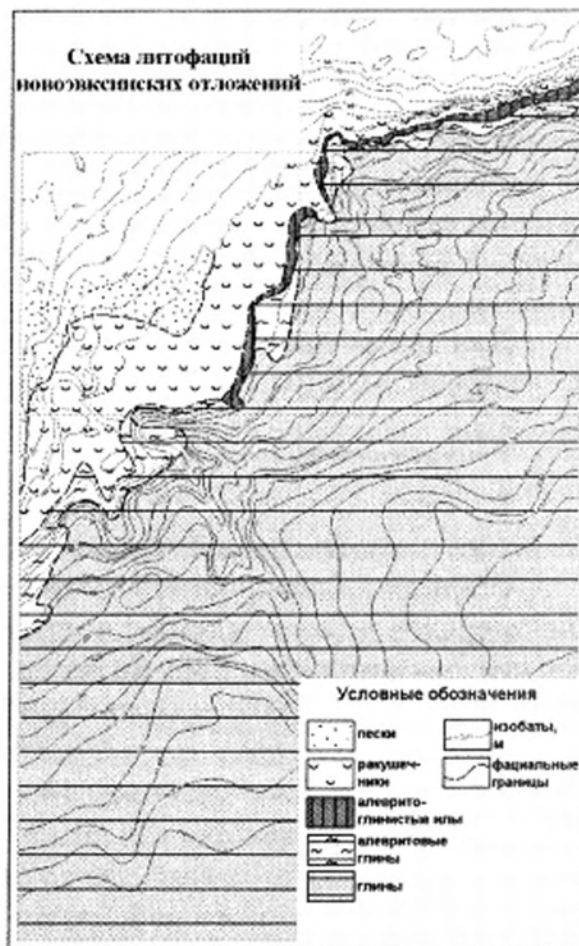 Схема литофаций
новоэвксинских отложений
Условные обозначения
пески
изобаты,
м
ракушеч-
ники
фациальные
границы
алеврито-
глинистые илы
алевритовые
глины
глины